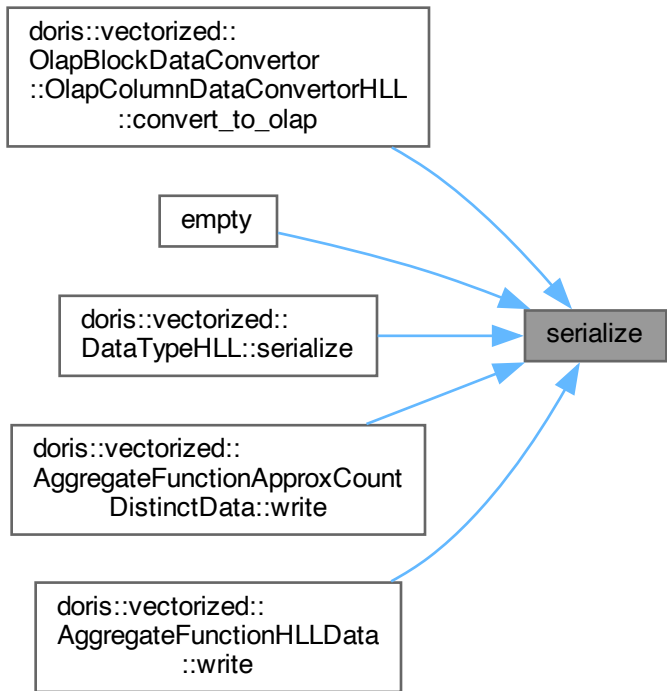 doris::vectorized::
OlapBlockDataConvertor
::OlapColumnDataConvertorHLL
::convert_to_olap
empty
doris::vectorized::
DataTypeHLL::serialize
serialize
doris::vectorized::
AggregateFunctionApproxCount
DistinctData::write
doris::vectorized::
AggregateFunctionHLLData
::write